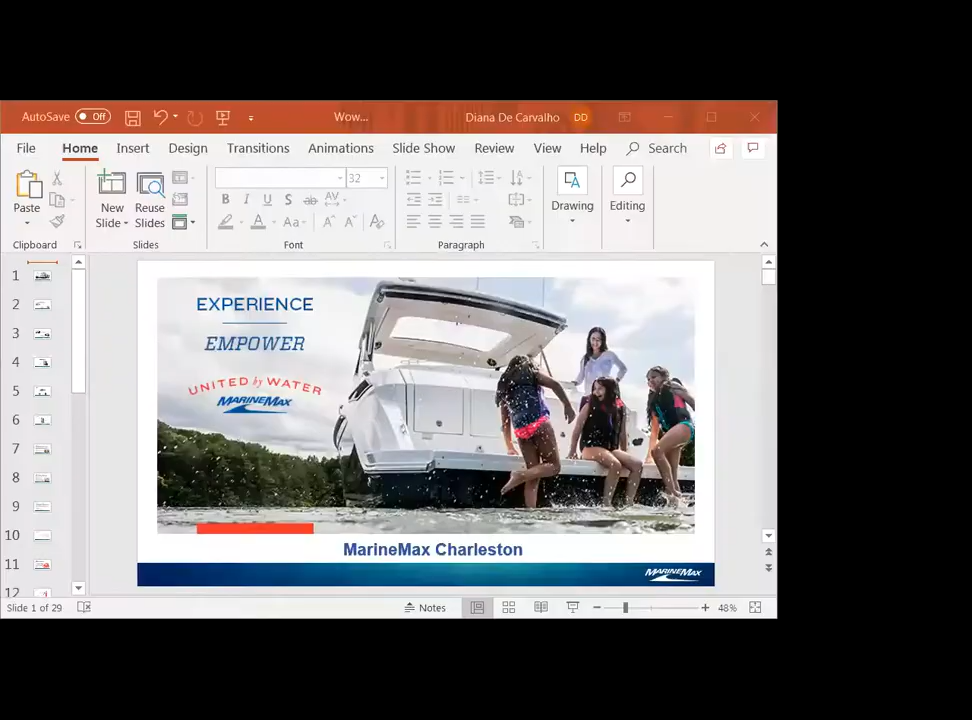 AutoSave Off Wow... Diana De Carvalho DD
File Home Insert Design Transitions Animations Slide Show Review View Help Search
32
Paste New Slide Reuse Slides Drawing Editing
B I U S ab AV
A Aa A A A
Clipboard Slides Font Paragraph
1
2
3
4
5
6
7
8
9
10
11
12
EXPERIENCE
EMPOWER
UNITED by WATER
MARINEMAX
MarineMax Charleston
MARINEMAX
Slide 1 of 29 Notes 48%